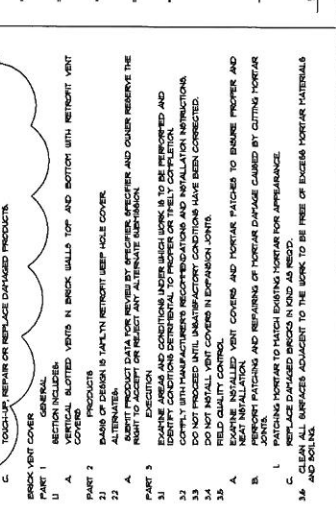 C. TOUCH-UP, REPAIR OR REPLACE DAMAGED PRODUCTS.
BRICK VENT COVER
PART 1 GENERAL
1.1 SECTION INCLUDES:
A. VERTICAL SLOTTED VENTS IN BRICK WALLS TOP AND BOTTOM WITH RETROFIT VENT
COVERS
PART 2 PRODUCTS
2.1 BASIS OF DESIGN IS TAMLYN RETROFIT WEEP HOLE COVER.
2.2 ALTERNATES:
A. SUBMIT PRODUCT DATA FOR REVIEW BY SPECIFIER. SPECIFIER AND OWNER RESERVE THE
RIGHT TO ACCEPT OR REJECT ANY ALTERNATE SUBMISSION.
PART 3 EXECUTION
3.1 EXAMINE AREAS AND CONDITIONS UNDER WHICH WORK IS TO BE PERFORMED AND
IDENTIFY CONDITIONS DETRIMENTAL TO PROPER OR TIMELY COMPLETION.
3.2 COMPLY WITH MANUFACTURER'S RECOMMENDATIONS AND INSTALLATION INSTRUCTIONS.
3.3 DO NOT PROCEED UNTIL UNSATISFACTORY CONDITIONS HAVE BEEN CORRECTED.
3.4 DO NOT INSTALL VENT COVERS IN EXPANSION JOINTS.
3.5 FIELD QUALITY CONTROL
A. EXAMINE INSTALLED VENT COVERS AND MORTAR PATCHES TO ENSURE PROPER AND
NEAT INSTALLATION.
B. PERFORM PATCHING AND REPAIRING OF MORTAR DAMAGE CAUSED BY CUTTING MORTAR
JOINTS.
1. PATCHING MORTAR TO MATCH EXISTING MORTAR FOR APPEARANCE.
C. REPLACE DAMAGED BRICKS IN KIND AS REQ'D.
3.6 CLEAN ALL SURFACES ADJACENT TO THE WORK TO BE FREE OF EXCESS MORTAR MATERIALS
AND SOILING.